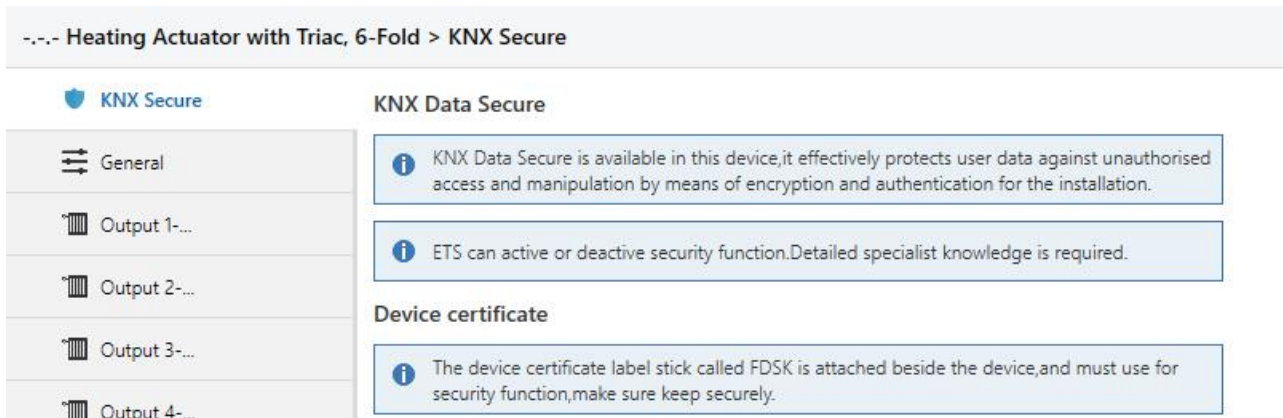 -.-.- Heating Actuator with Triac, 6-Fold > KNX Secure
KNX Secure
General
Output 1-...
Output 2-...
Output 3-...
Output 4-...
KNX Data Secure
KNX Data Secure is available in this device,it effectively protects user data against unauthorised
access and manipulation by means of encryption and authentication for the installation.
ETS can active or deactive security function.Detailed specialist knowledge is required.
Device certificate
The device certificate label stick called FDSK is attached beside the device,and must use for
security function,make sure keep securely.